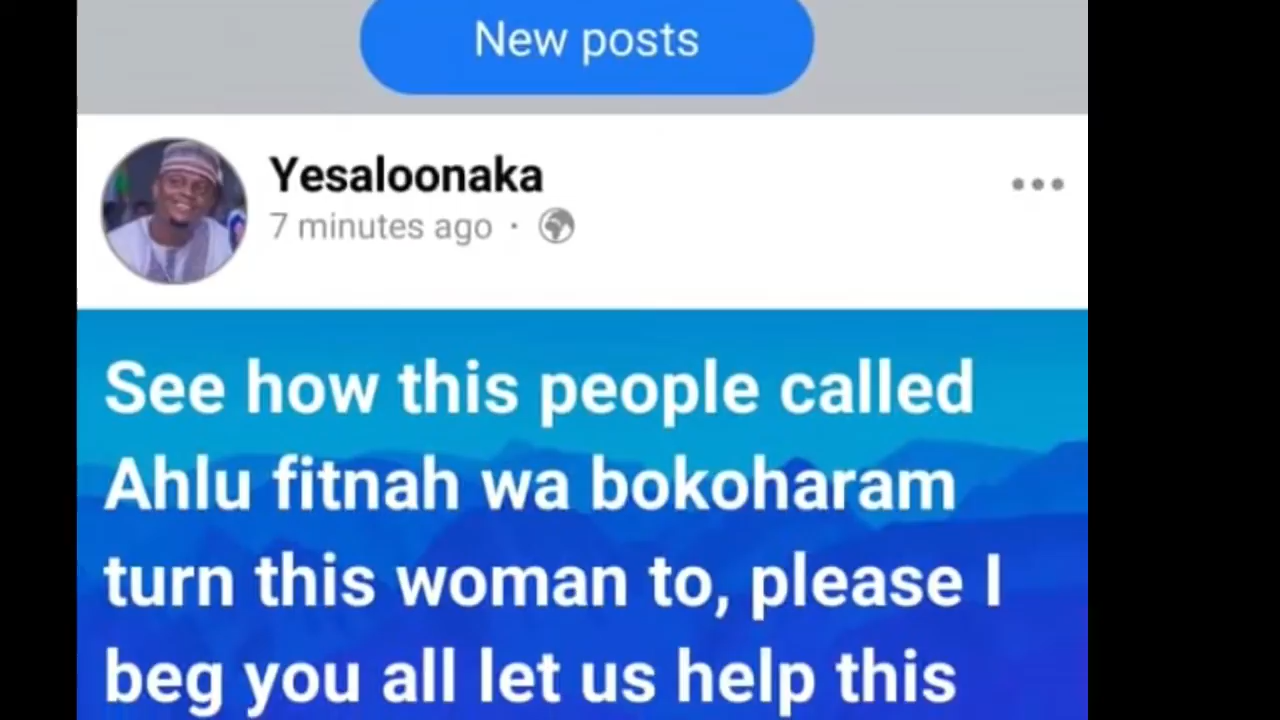 New posts
Yesaloonaka
7 minutes ago ·
See how this people called
Ahlu fitnah wa bokoharam
turn this woman to, please I
beg you all let us help this